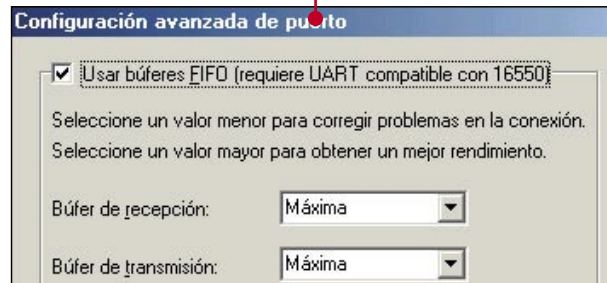 Configuración avanzada de puerto
Usar búferes FIFO (requiere UART compatible con 16550)
Seleccione un valor menor para corregir problemas en la conexión.
Seleccione un valor mayor para obtener un mejor rendimiento.
Búfer de recepción: Máxima
Búfer de transmisión: Máxima